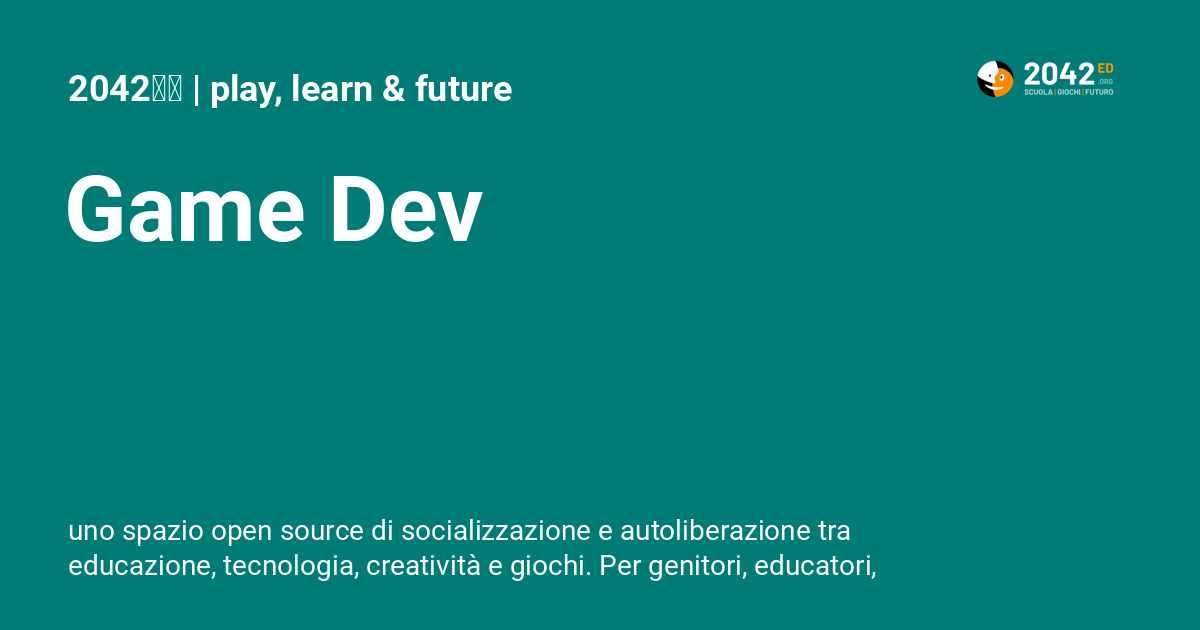 2042 | play, learn & future
2042 ED
.ORG
SCUOLA | GIOCHI | FUTURO
Game Dev
uno spazio open source di socializzazione e autoliberazione tra
educazione, tecnologia, creatività e giochi. Per genitori, educatori,